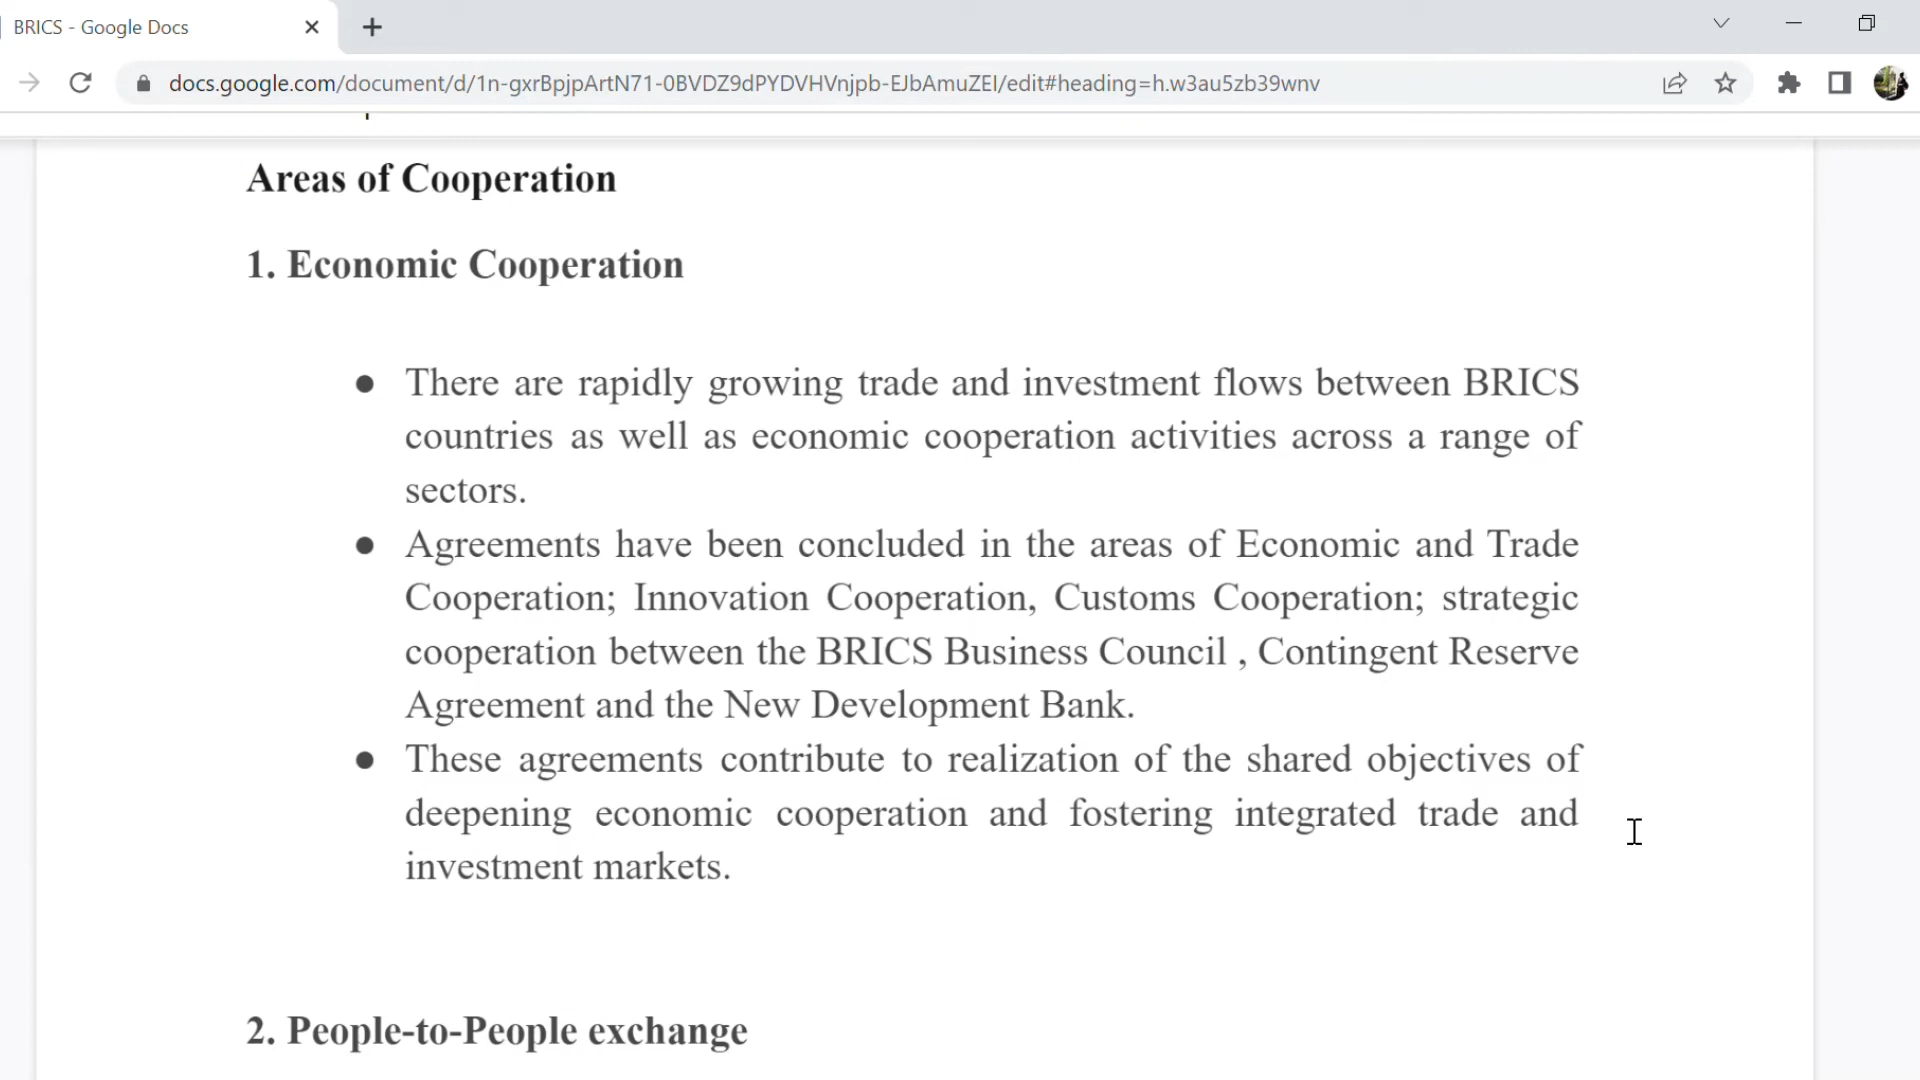 BRICS - Google Docs
docs.google.com/document/d/1n-gxrBpjpArtN71-0BVDZ9dPYDVHVnjpb-EJbAmuZEI/edit#heading=h.w3au5zb39wnv
Areas of Cooperation
1. Economic Cooperation
● There are rapidly growing trade and investment flows between BRICS
countries as well as economic cooperation activities across a range of
sectors.
● Agreements have been concluded in the areas of Economic and Trade
Cooperation; Innovation Cooperation, Customs Cooperation; strategic
cooperation between the BRICS Business Council , Contingent Reserve
Agreement and the New Development Bank.
● These agreements contribute to realization of the shared objectives of
deepening economic cooperation and fostering integrated trade and
investment markets.
2. People-to-People exchange